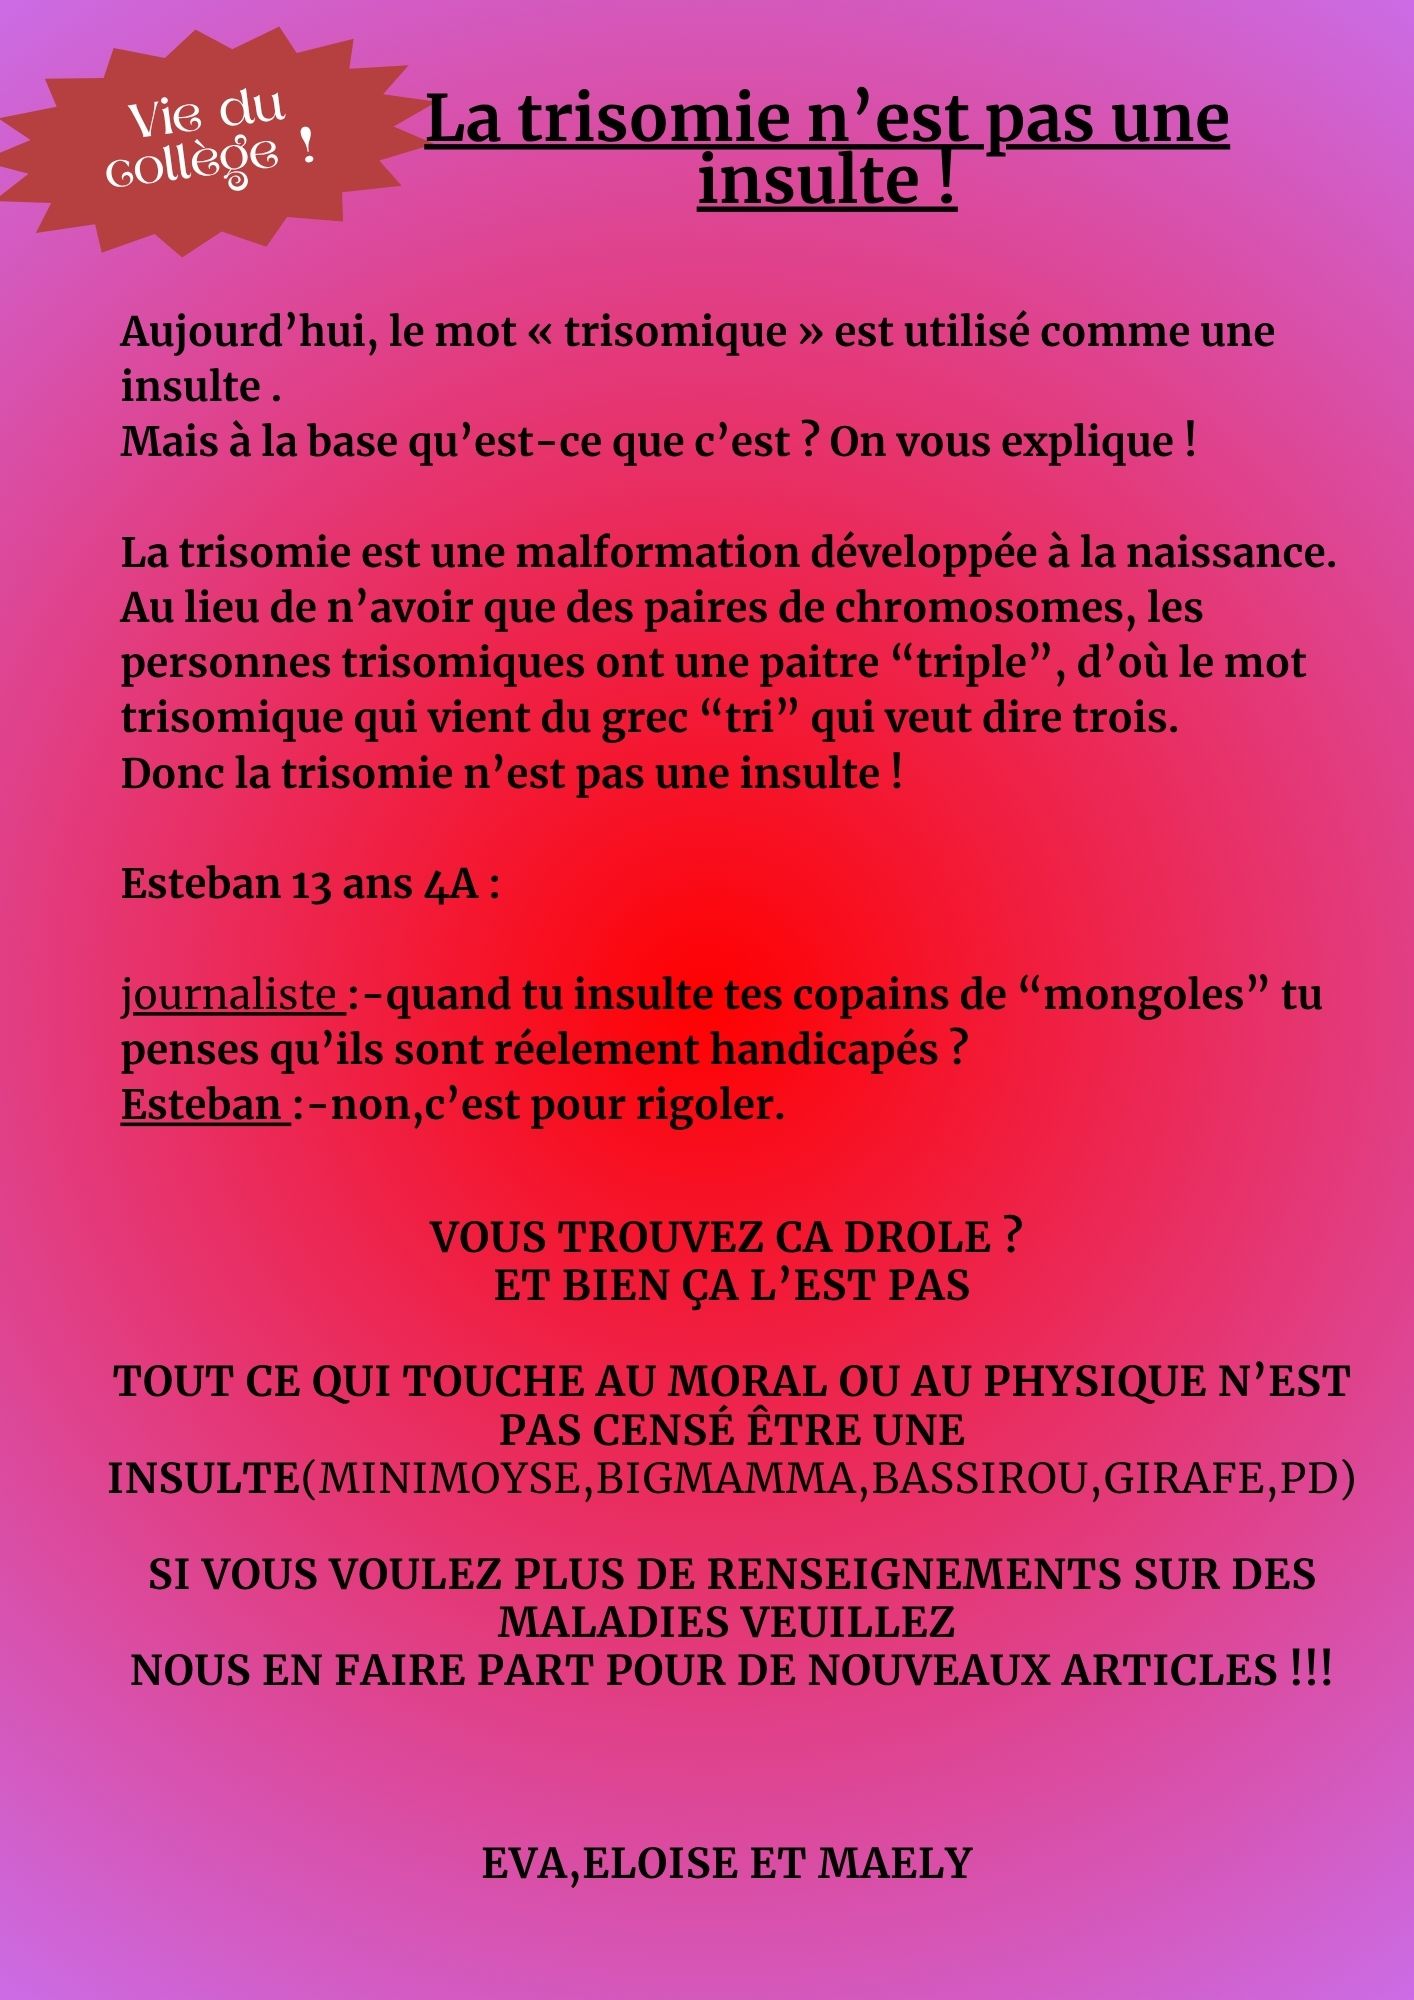 Vie du
collège !
La trisomie n’est pas une
insulte !
Aujourd’hui, le mot « trisomique » est utilisé comme une
insulte .
Mais à la base qu’est-ce que c’est ? On vous explique !
La trisomie est une malformation développée à la naissance.
Au lieu de n’avoir que des paires de chromosomes, les
personnes trisomiques ont une paitre “triple”, d’où le mot
trisomique qui vient du grec “tri” qui veut dire trois.
Donc la trisomie n’est pas une insulte !
Esteban 13 ans 4A :
journaliste :-quand tu insulte tes copains de “mongoles” tu
penses qu’ils sont réelement handicapés ?
Esteban :-non,c’est pour rigoler.
VOUS TROUVEZ CA DROLE ?
ET BIEN ÇA L’EST PAS
TOUT CE QUI TOUCHE AU MORAL OU AU PHYSIQUE N’EST
PAS CENSÉ ÊTRE UNE
INSULTE(MINIMOYSE,BIGMAMMA,BASSIROU,GIRAFE,PD)
SI VOUS VOULEZ PLUS DE RENSEIGNEMENTS SUR DES
MALADIES VEUILLEZ
NOUS EN FAIRE PART POUR DE NOUVEAUX ARTICLES !!!
EVA,ELOISE ET MAELY